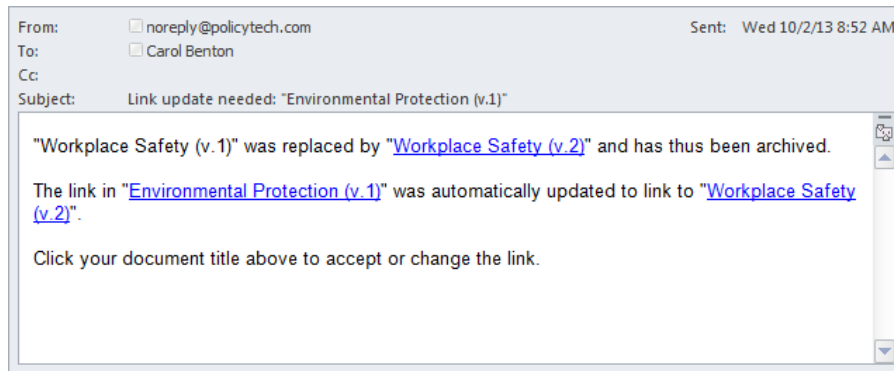 From: noreply@policytech.com Sent: Wed 10/2/13 8:52 AM
To: Carol Benton
Cc:
Subject: Link update needed: "Environmental Protection (v.1)"
"Workplace Safety (v.1)" was replaced by "Workplace Safety (v.2)" and has thus been archived.
The link in "Environmental Protection (v.1)" was automatically updated to link to "Workplace Safety
(v.2)".
Click your document title above to accept or change the link.